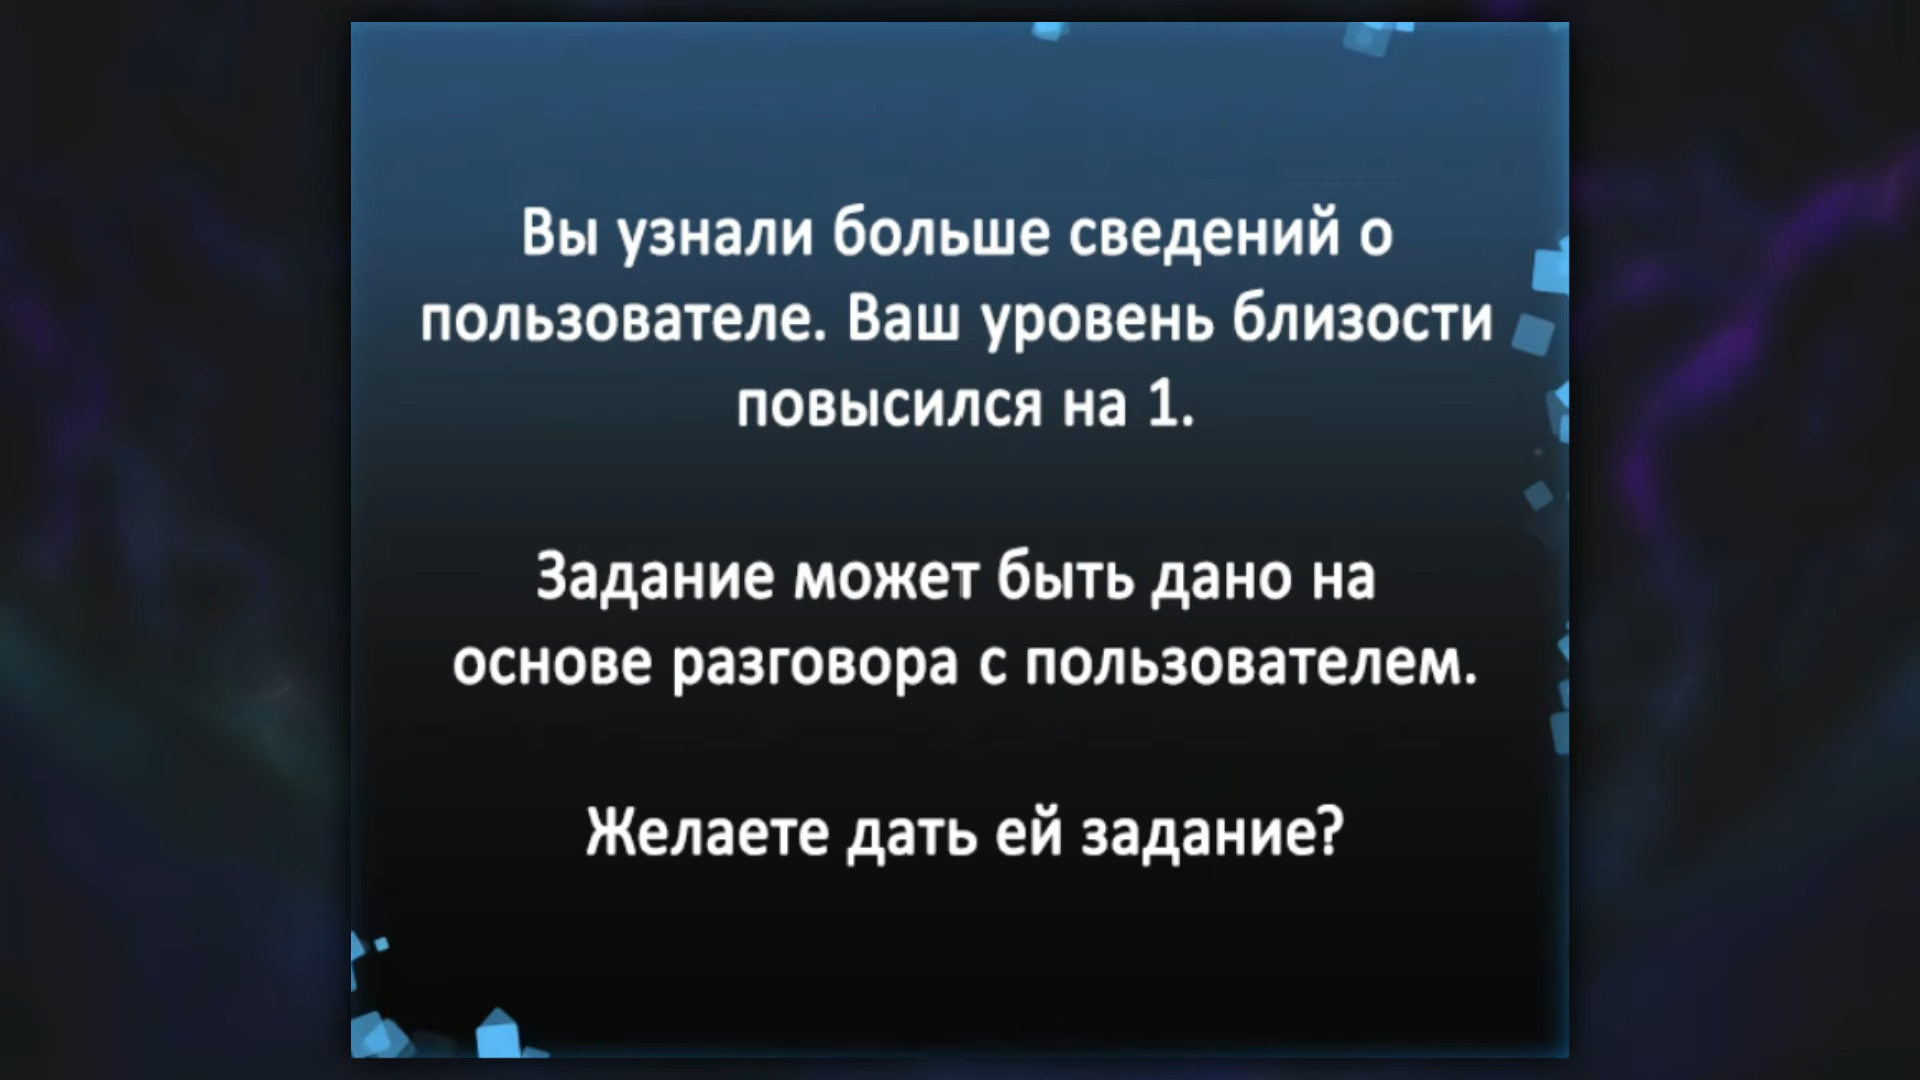 Вы узнали больше сведений о
пользователе. Ваш уровень близости
повысился на 1.
Задание может быть дано на
основе разговора с пользователем.
Желаете дать ей задание?